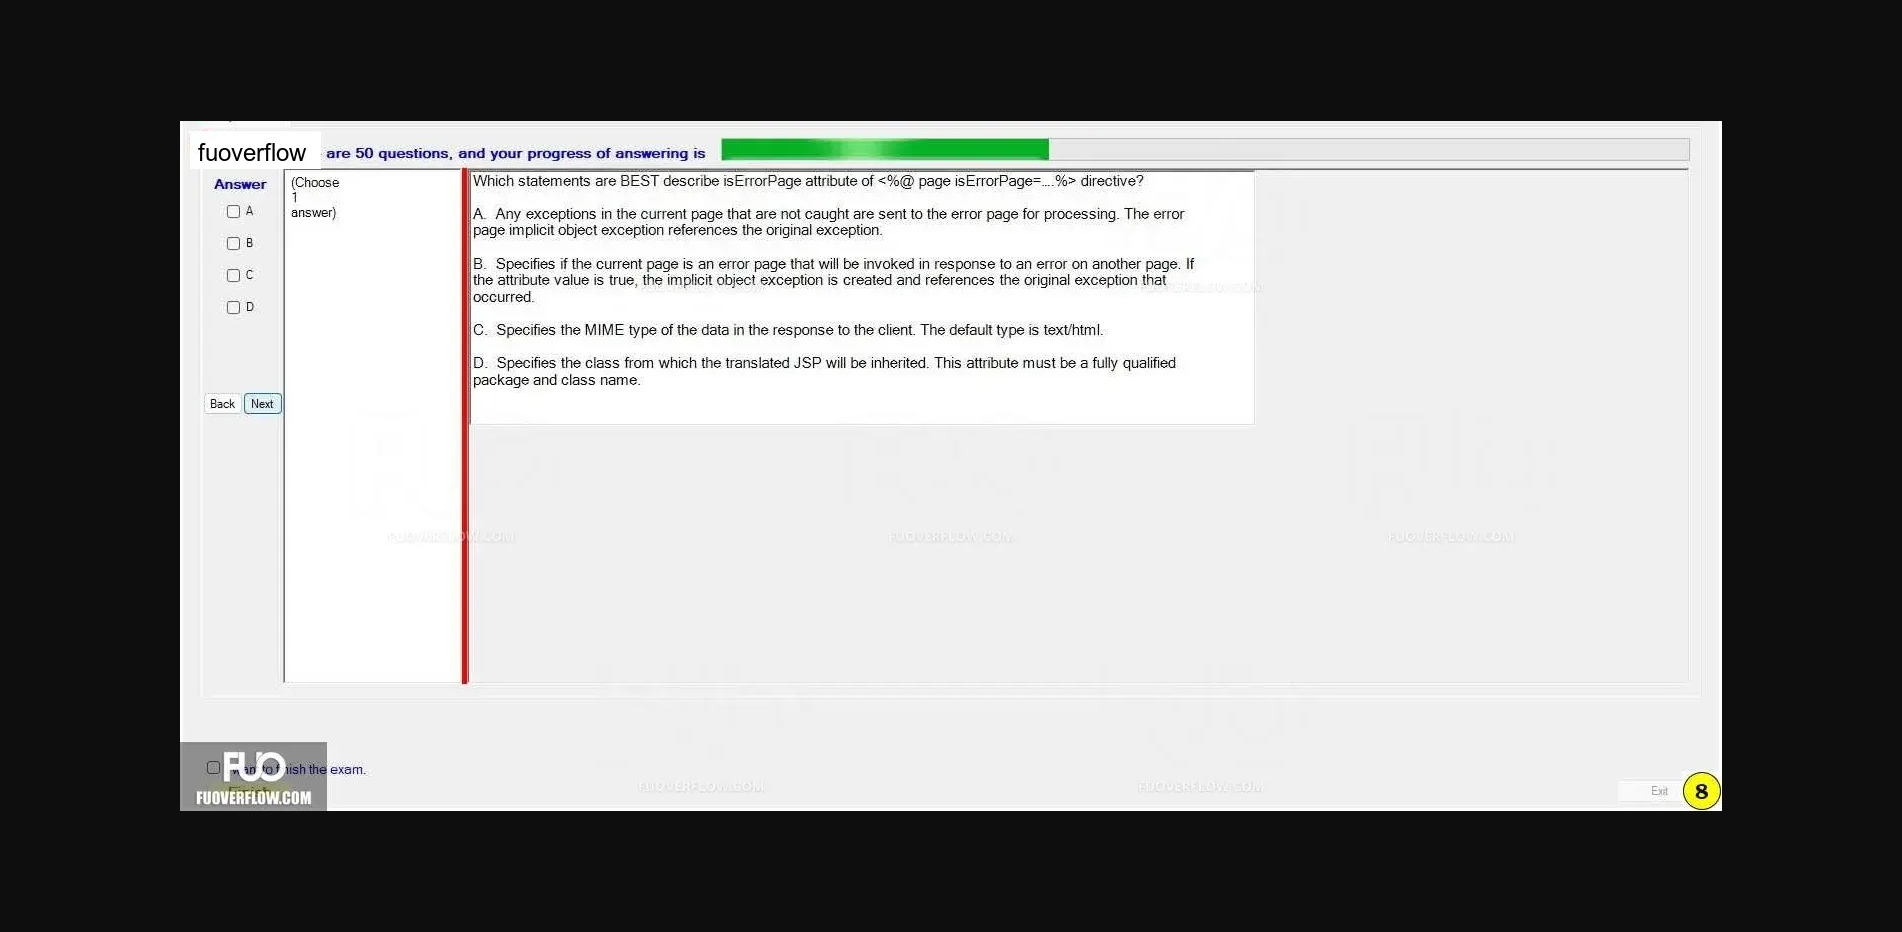 fuoverflow are 50 questions, and your progress of answering is
Answer
A
B
C
D
Back Next
(Choose
1
answer)
Which statements are BEST describe isErrorPage attribute of <%@ page isErrorPage=....%> directive?
A. Any exceptions in the current page that are not caught are sent to the error page for processing. The error
page implicit object exception references the original exception.
B. Specifies if the current page is an error page that will be invoked in response to an error on another page. If
the attribute value is true, the implicit object exception is created and references the original exception that
occurred.
C. Specifies the MIME type of the data in the response to the client. The default type is text/html.
D. Specifies the class from which the translated JSP will be inherited. This attribute must be a fully qualified
package and class name.
FUOVERFLOW.COM
FUOVERFLOW.COM FUOVERFLOW.COM FUOVERFLOW.COM
want to finish the exam.
FUO
FUOVERFLOW.COM
FUOVERFLOW.COM FUOVERFLOW.COM
Exit
8